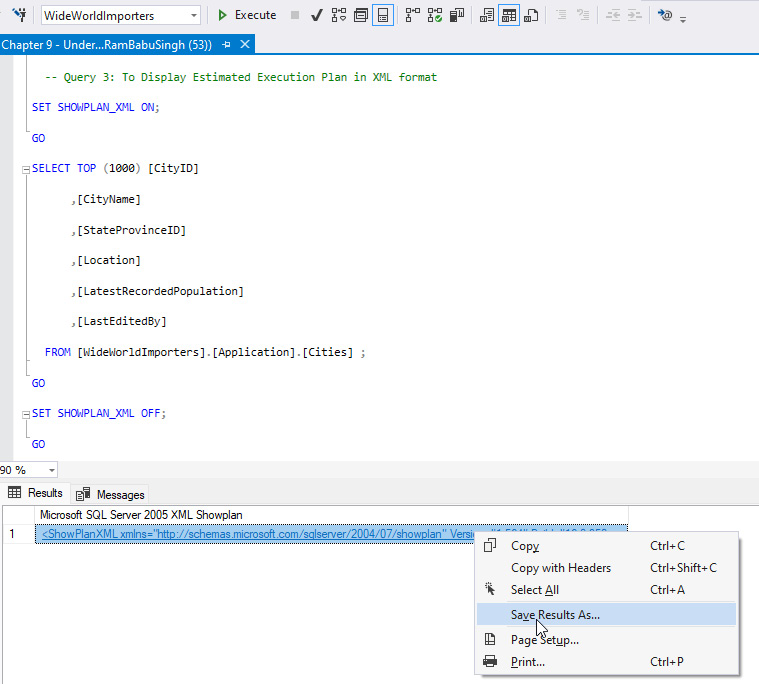 WideWorldImporters Execute
Chapter 9 - Under...RamBabuSingh (53))
-- Query 3: To Display Estimated Execution Plan in XML format
SET SHOWPLAN_XML ON;
GO
SELECT TOP (1000) [CityID]
,[CityName]
,[StateProvinceID]
,[Location]
,[LatestRecordedPopulation]
,[LastEditedBy]
FROM [WideWorldImporters].[Application].[Cities] ;
GO
SET SHOWPLAN_XML OFF;
GO
90 %
Results Messages
Microsoft SQL Server 2005 XML Showplan
1 <ShowPlanXML xmlns="http://schemas.microsoft.com/sqlserver/2004/07/showplan"
Copy Ctrl+C
Copy with Headers Ctrl+Shift+C
Select All Ctrl+A
Save Results As...
Page Setup...
Print... Ctrl+P